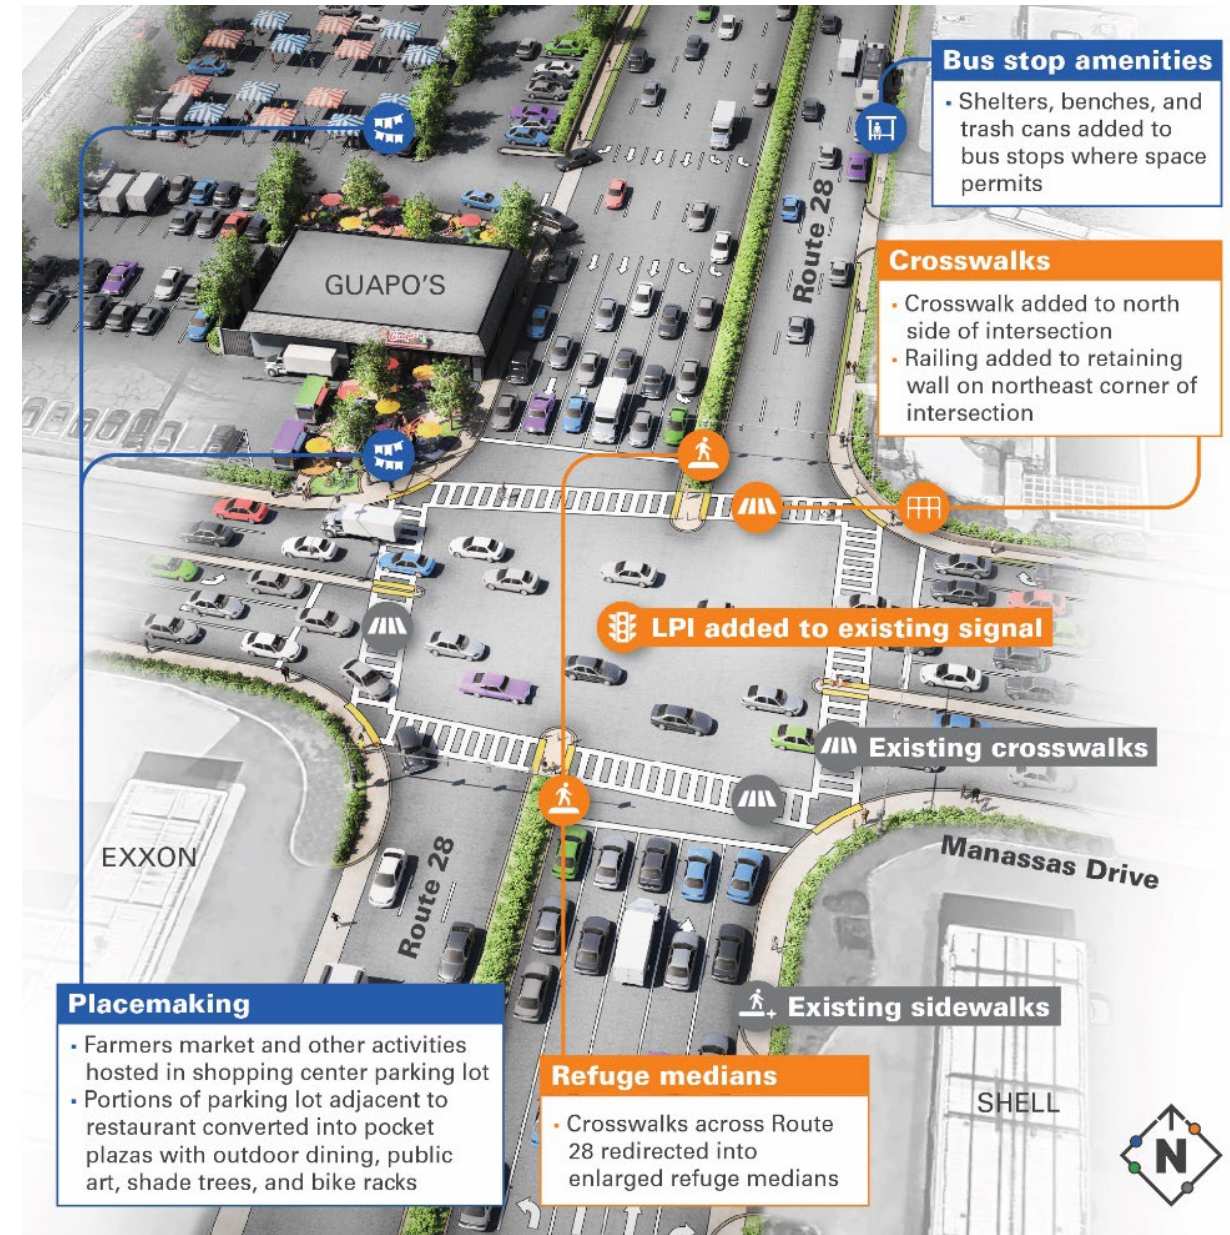 Bus stop amenities
▪ Shelters, benches, and
trash cans added to
bus stops where space
permits
Route 28
Crosswalks
▪ Crosswalk added to north
side of intersection
▪ Railing added to retaining
wall on northeast corner of
intersection
GUAPO'S
LPI added to existing signal
Existing crosswalks
Manassas Drive
EXXON
Route 28
Existing sidewalks
Placemaking
▪ Farmers market and other activities
hosted in shopping center parking lot
▪ Portions of parking lot adjacent to
restaurant converted into pocket
plazas with outdoor dining, public
art, shade trees, and bike racks
Refuge medians
▪ Crosswalks across Route
28 redirected into
enlarged refuge medians
SHELL
N